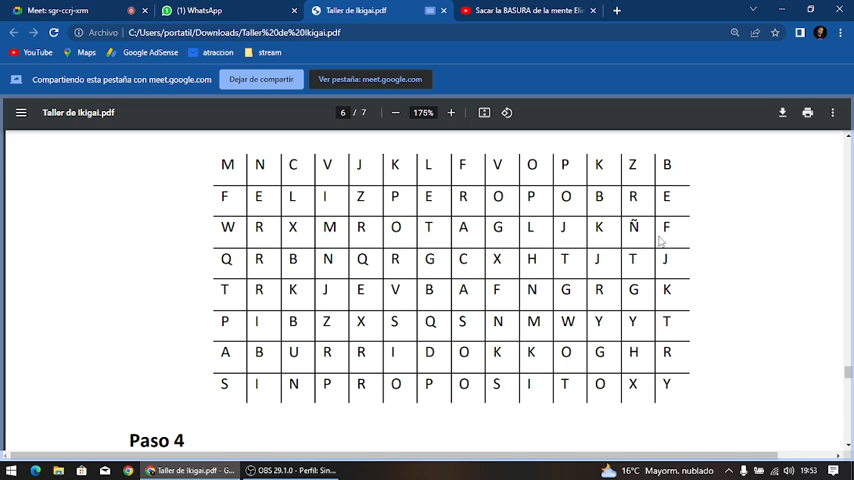 Meet: sgr-ccrj-xrm
(1) WhatsApp
Taller de Ikigai.pdf
Sacar la BASURA de la mente Elim
Archivo
C:/Users/portatil/Downloads/Taller%20de%20Ikigai.pdf
YouTube
Maps
Google AdSense
atraccion
stream
Compartiendo esta pestaña con meet.google.com
Dejar de compartir
Ver pestaña: meet.google.com
Taller de Ikigai.pdf
6 / 7
175%
M N C V J K L F V O P K Z B
F E L I Z P E R O P O B R E
W R X M R O T A G L J K Ñ F
Q R B N Q R G C X H T J T J
T R K J E V B A F N G R G K
P I B Z X S Q S N M W Y Y T
A B U R R I D O K K O G H R
S I N P R O P O S I T O X Y
Paso 4
Taller de Ikigai.pdf - G...
OBS 29.1.0 - Perfil: Sin...
16°C Mayorm. nublado
19:53